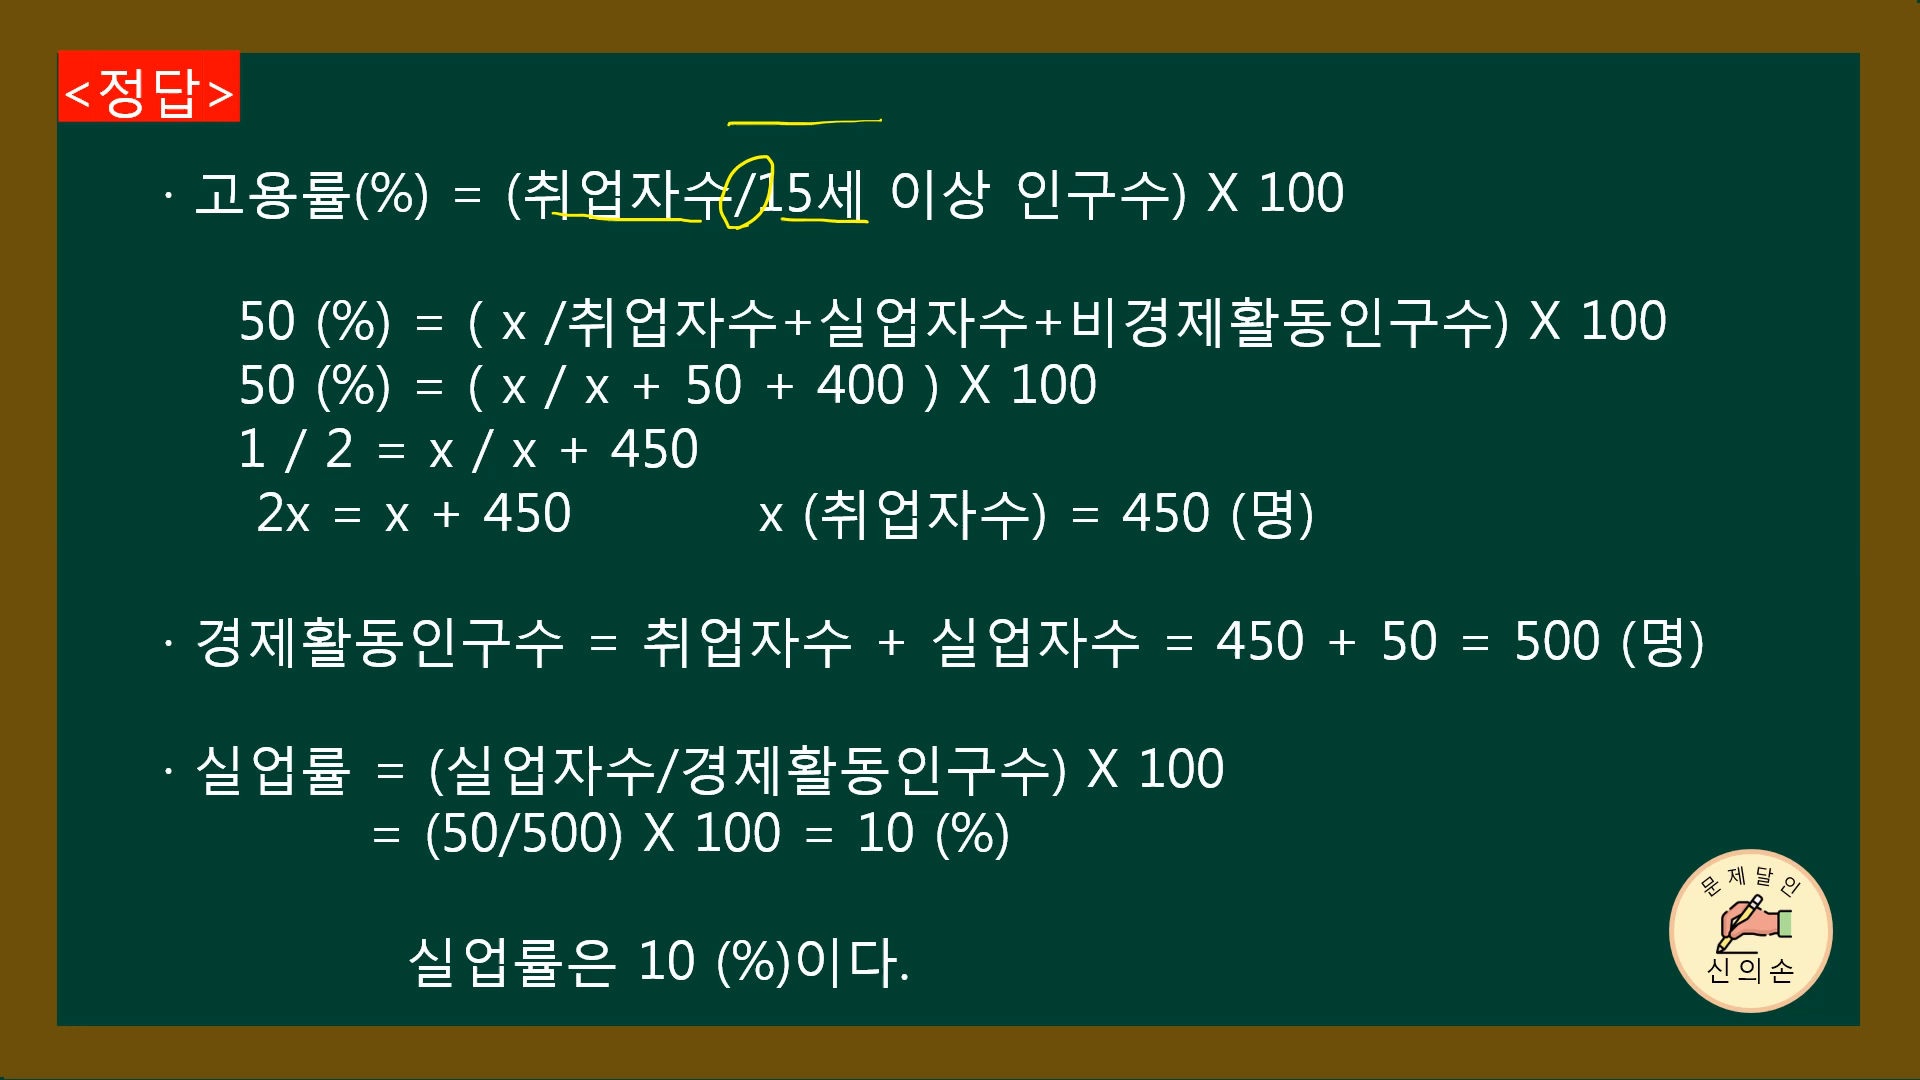 <정답>
· 고용률(%) = (취업자수/15세 이상 인구수) X 100
50 (%) = ( x /취업자수+실업자수+비경제활동인구수) X 100
50 (%) = ( x / x + 50 + 400 ) X 100
1 / 2 = x / x + 450
2x = x + 450 x (취업자수) = 450 (명)
· 경제활동인구수 = 취업자수 + 실업자수 = 450 + 50 = 500 (명)
· 실업률 = (실업자수/경제활동인구수) X 100
= (50/500) X 100 = 10 (%)
실업률은 10 (%)이다.
문제달인
신의손